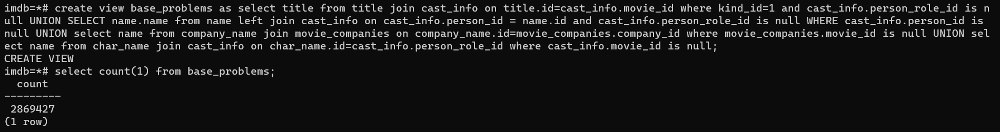 imdb=*# create view base_problems as select title from title join cast_info on title.id=cast_info.movie_id where kind_id=1 and cast_info.person_role_id is n
ull UNION SELECT name.name from name left join cast_info on cast_info.person_id = name.id and cast_info.person_role_id is null WHERE cast_info.person_id is
null UNION select name from company_name join movie_companies on company_name.id=movie_companies.company_id where movie_companies.movie_id is null UNION sel
ect name from char_name join cast_info on char_name.id=cast_info.person_role_id where cast_info.movie_id is null;
CREATE VIEW
imdb=*# select count(1) from base_problems;
  count
---------
 2869427
(1 row)